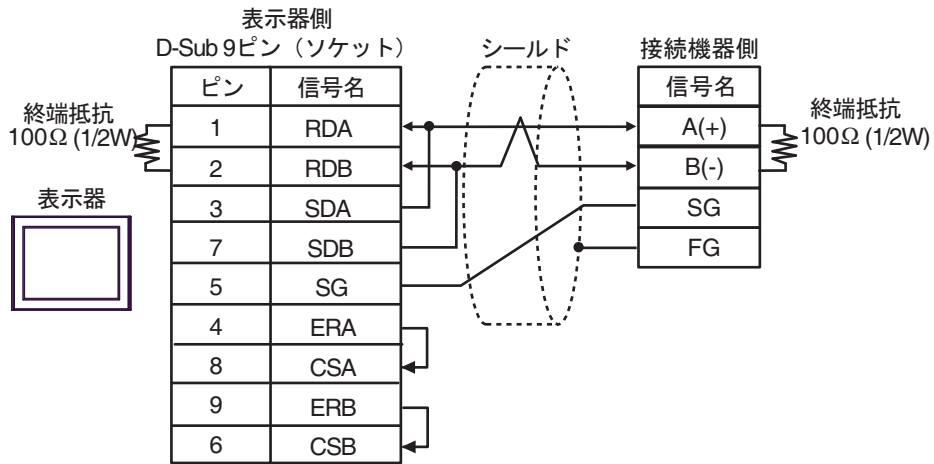 表示器側
D-Sub 9ピン（ソケット）
シールド
接続機器側
ピン 信号名
信号名
終端抵抗
100Ω (1/2W)
1 RDA
A(+)
終端抵抗
100Ω (1/2W)
2 RDB
B(-)
表示器
3 SDA
SG
7 SDB
FG
5 SG
4 ERA
8 CSA
9 ERB
6 CSB